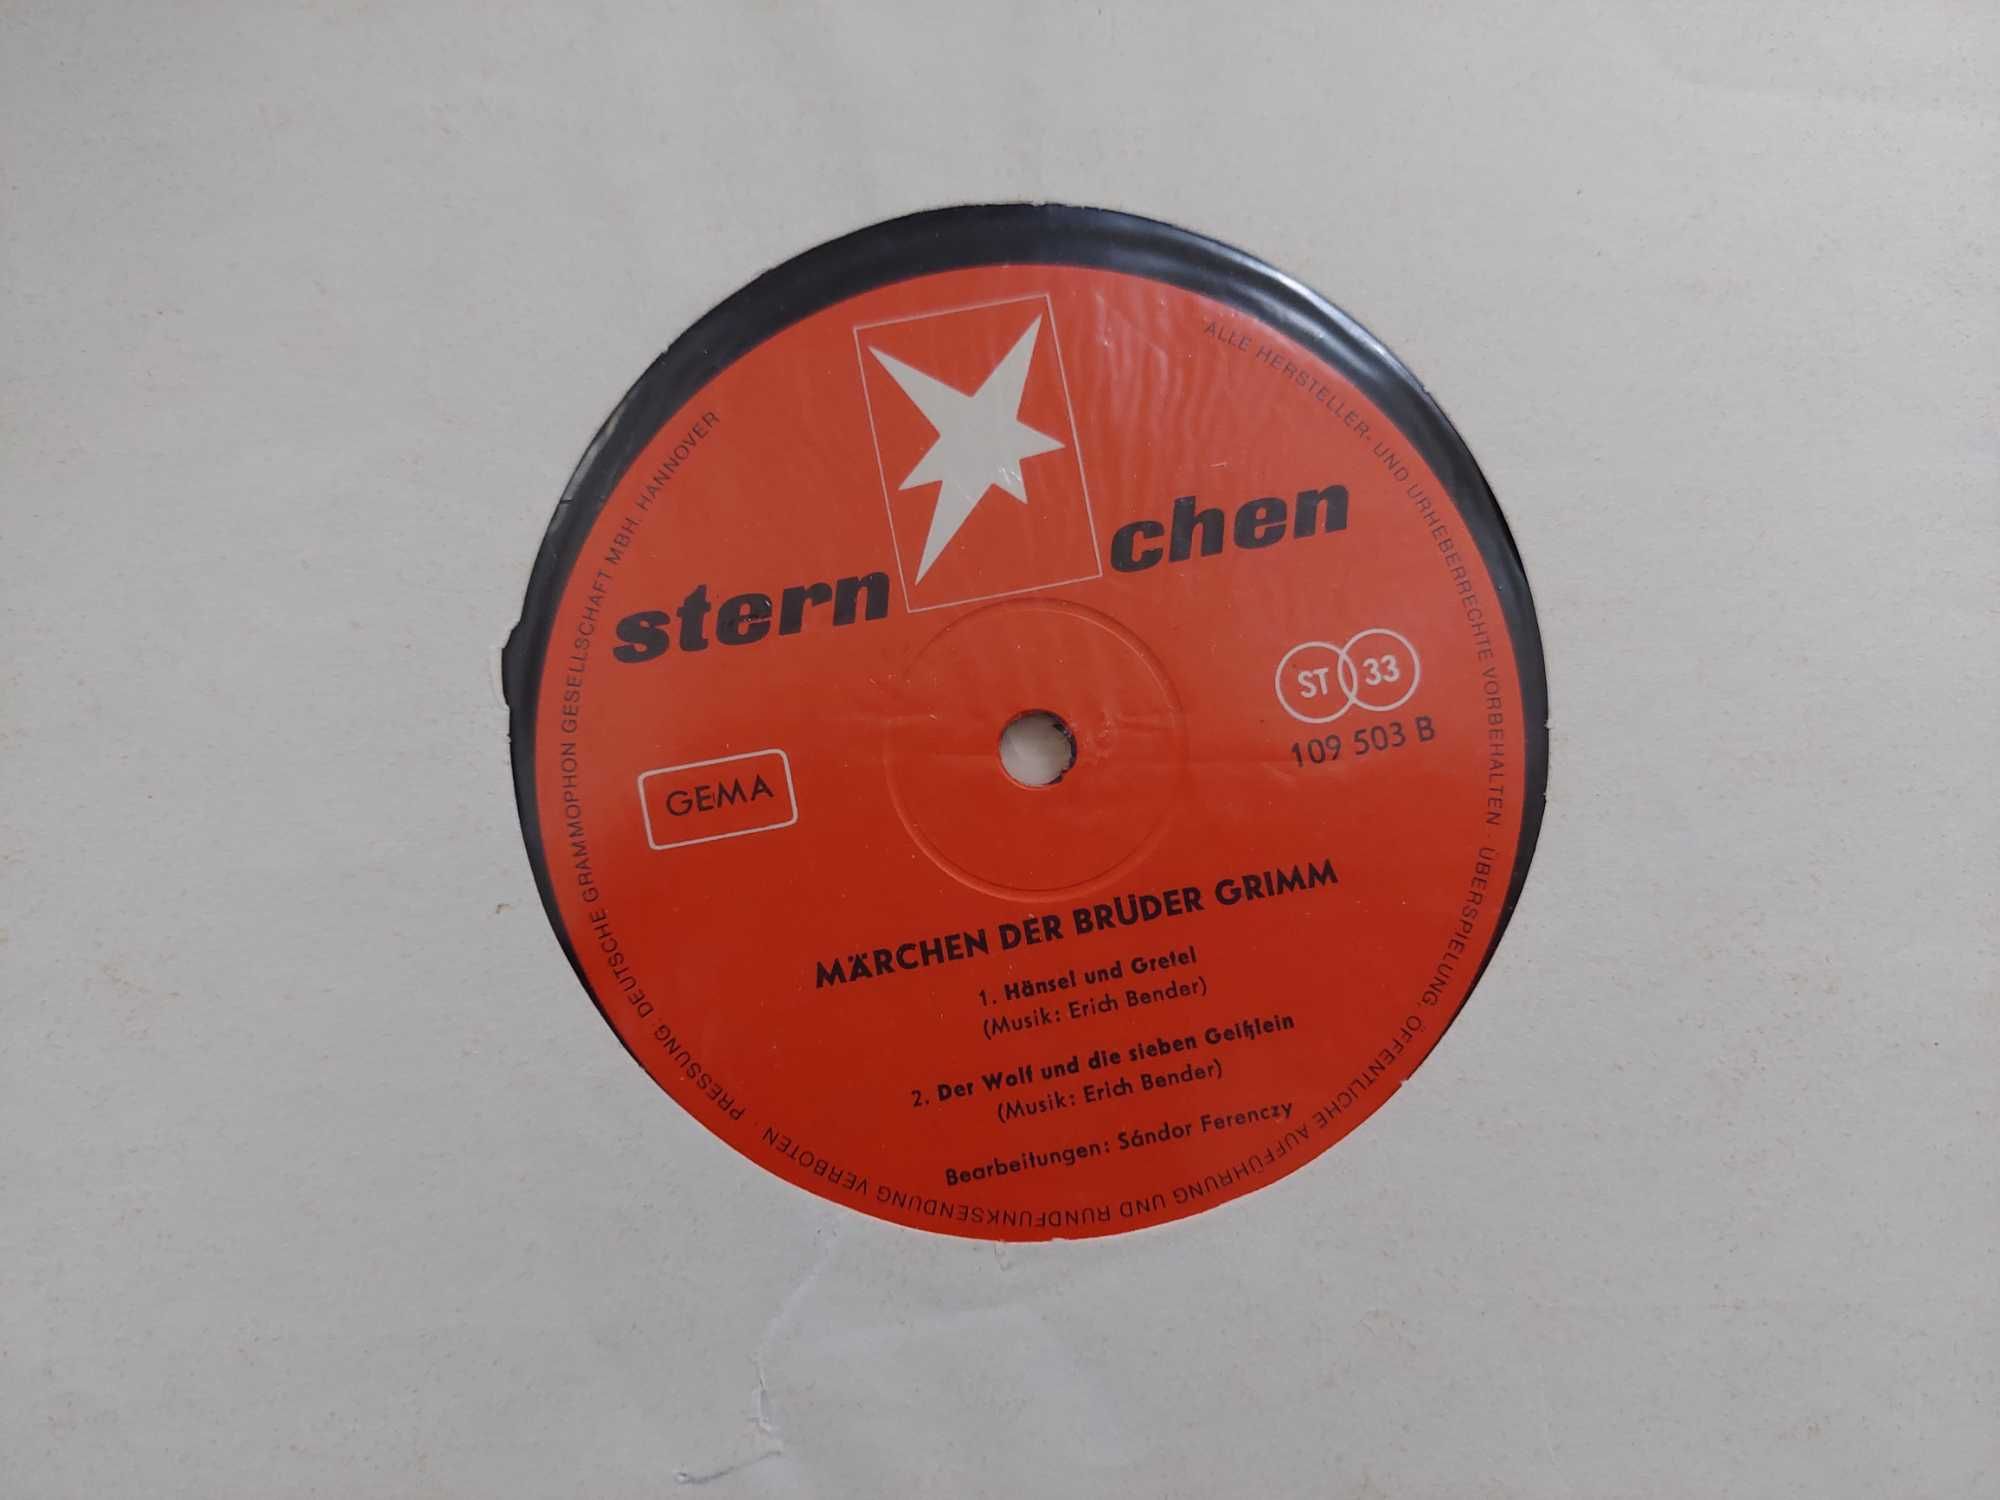 stern chen
ST 33
109 503 B
GEMA
MÄRCHEN DER BRÜDER GRIMM
1. Hänsel und Gretel
(Musik: Erich Bender)
2. Der Wolf und die sieben Geißlein
(Musik: Erich Bender)
Bearbeitungen: Sándor Ferenczy
ALLE HERSTELLER- UND URHEBERRECHTE VORBEHALTEN · ÜBERSPIELUNG, ÖFFENTLICHE AUFFÜHRUNG UND RUNDFUNKSENDUNG VERBOTEN · PRESSUNG: DEUTSCHE GRAMMOPHON GESELLSCHAFT MBH. HANNOVER